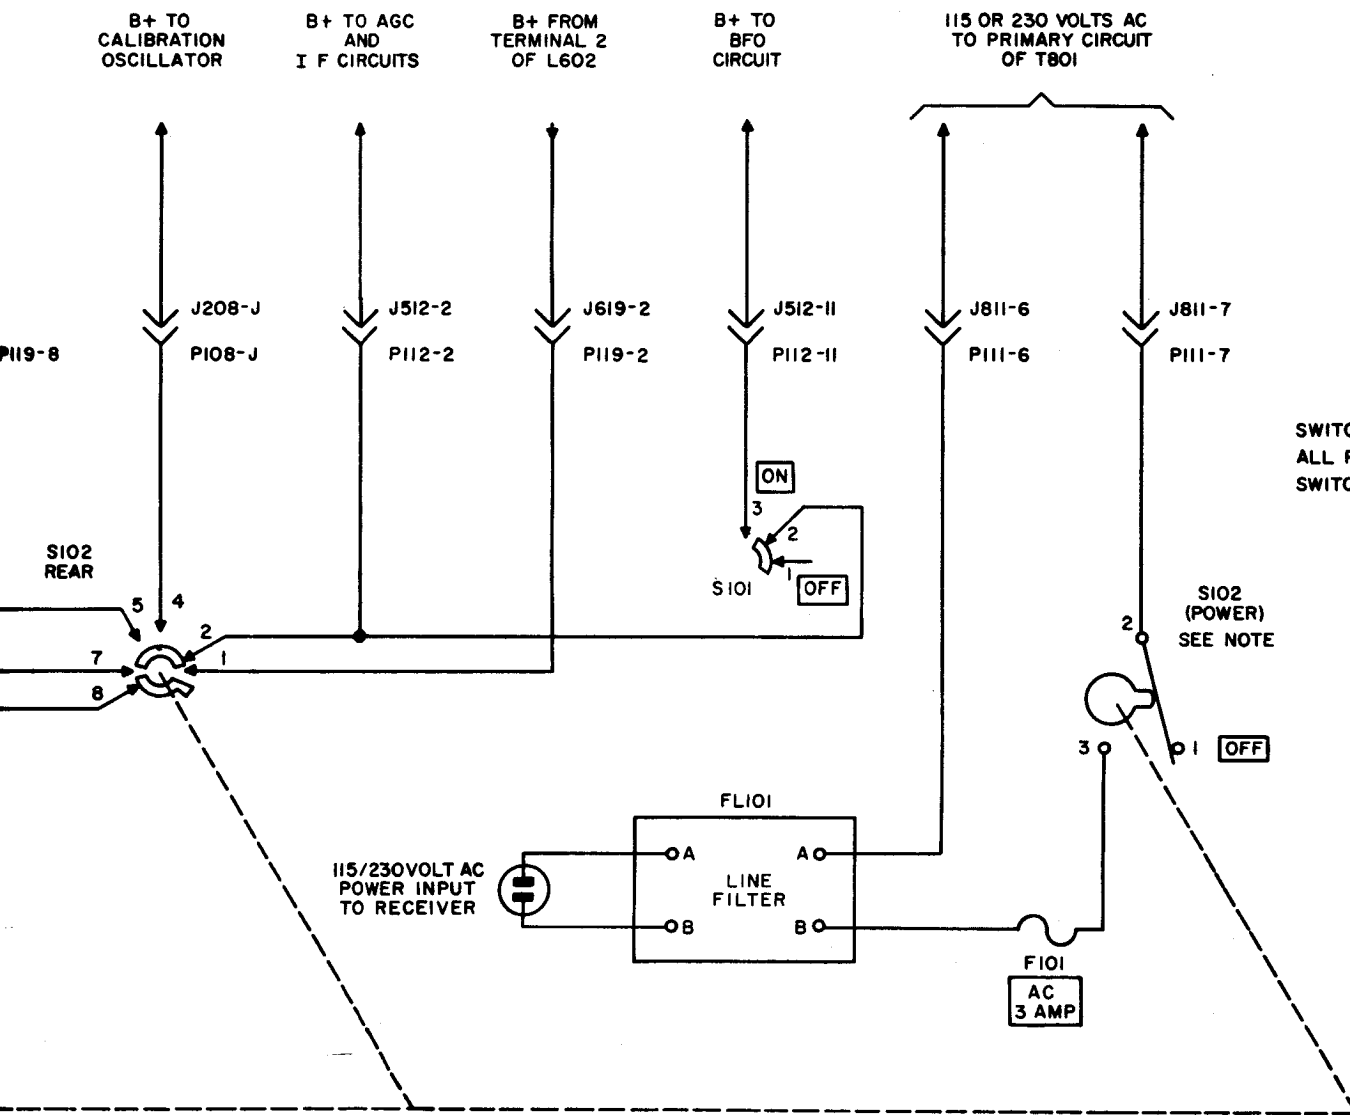 B+ TO
CALIBRATION
OSCILLATOR
B+ TO AGC
AND
I F CIRCUITS
B+ FROM
TERMINAL 2
OF L602
B+ TO
BFO
CIRCUIT
115 OR 230 VOLTS AC
TO PRIMARY CIRCUIT
OF T801
J208-J
J512-2
J619-2
J512-11
J811-6
J811-7
P119-8
P108-J
P112-2
P119-2
P112-11
P111-6
P111-7
SWITC
ALL
SWITC
ON
3
2
1
OFF
S101
S102
REAR
5
4
2
7
1
8
S102
(POWER)
SEE NOTE
2
3
1
OFF
FL101
115/230VOLT AC
POWER INPUT
TO RECEIVER
A
A
LINE
FILTER
B
B
F101
AC
3 AMP